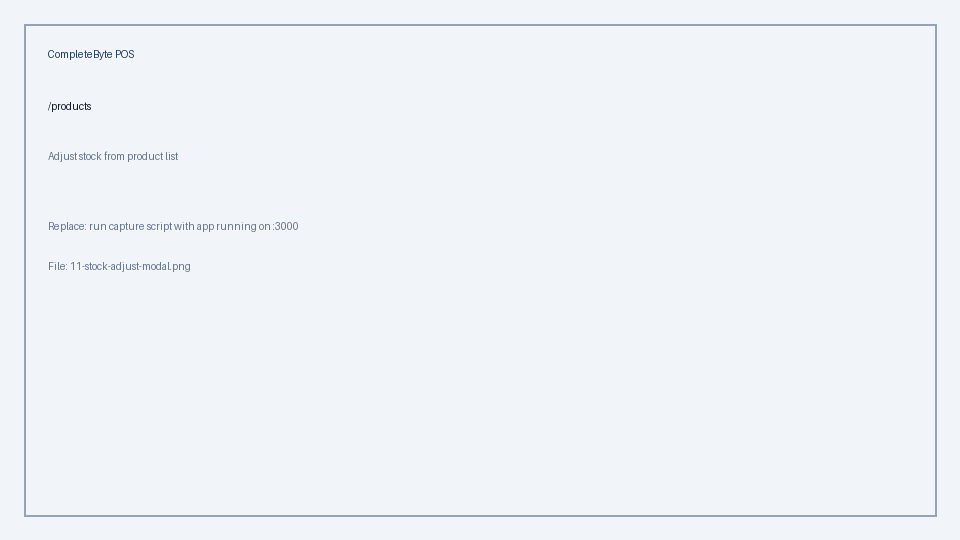 CompleteByte POS
/products
Adjust stock from product list
Replace: run capture script with app running on :3000
File: 11-stock-adjust-modal.png